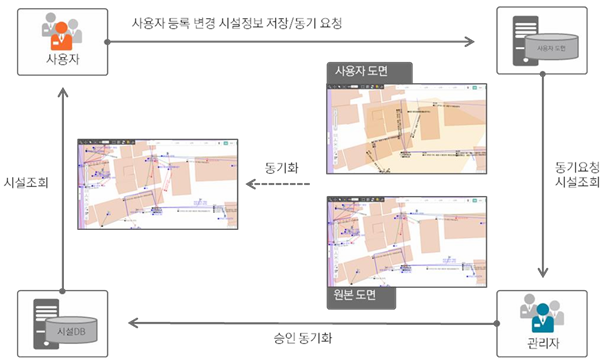 사용자 등록 변경 시설정보 저장/동기 요청
사용자
사용자 도면
사용자 도면
동기화
시설조회
동기요청
시설조회
원본 도면
시설DB
승인 동기화
관리자